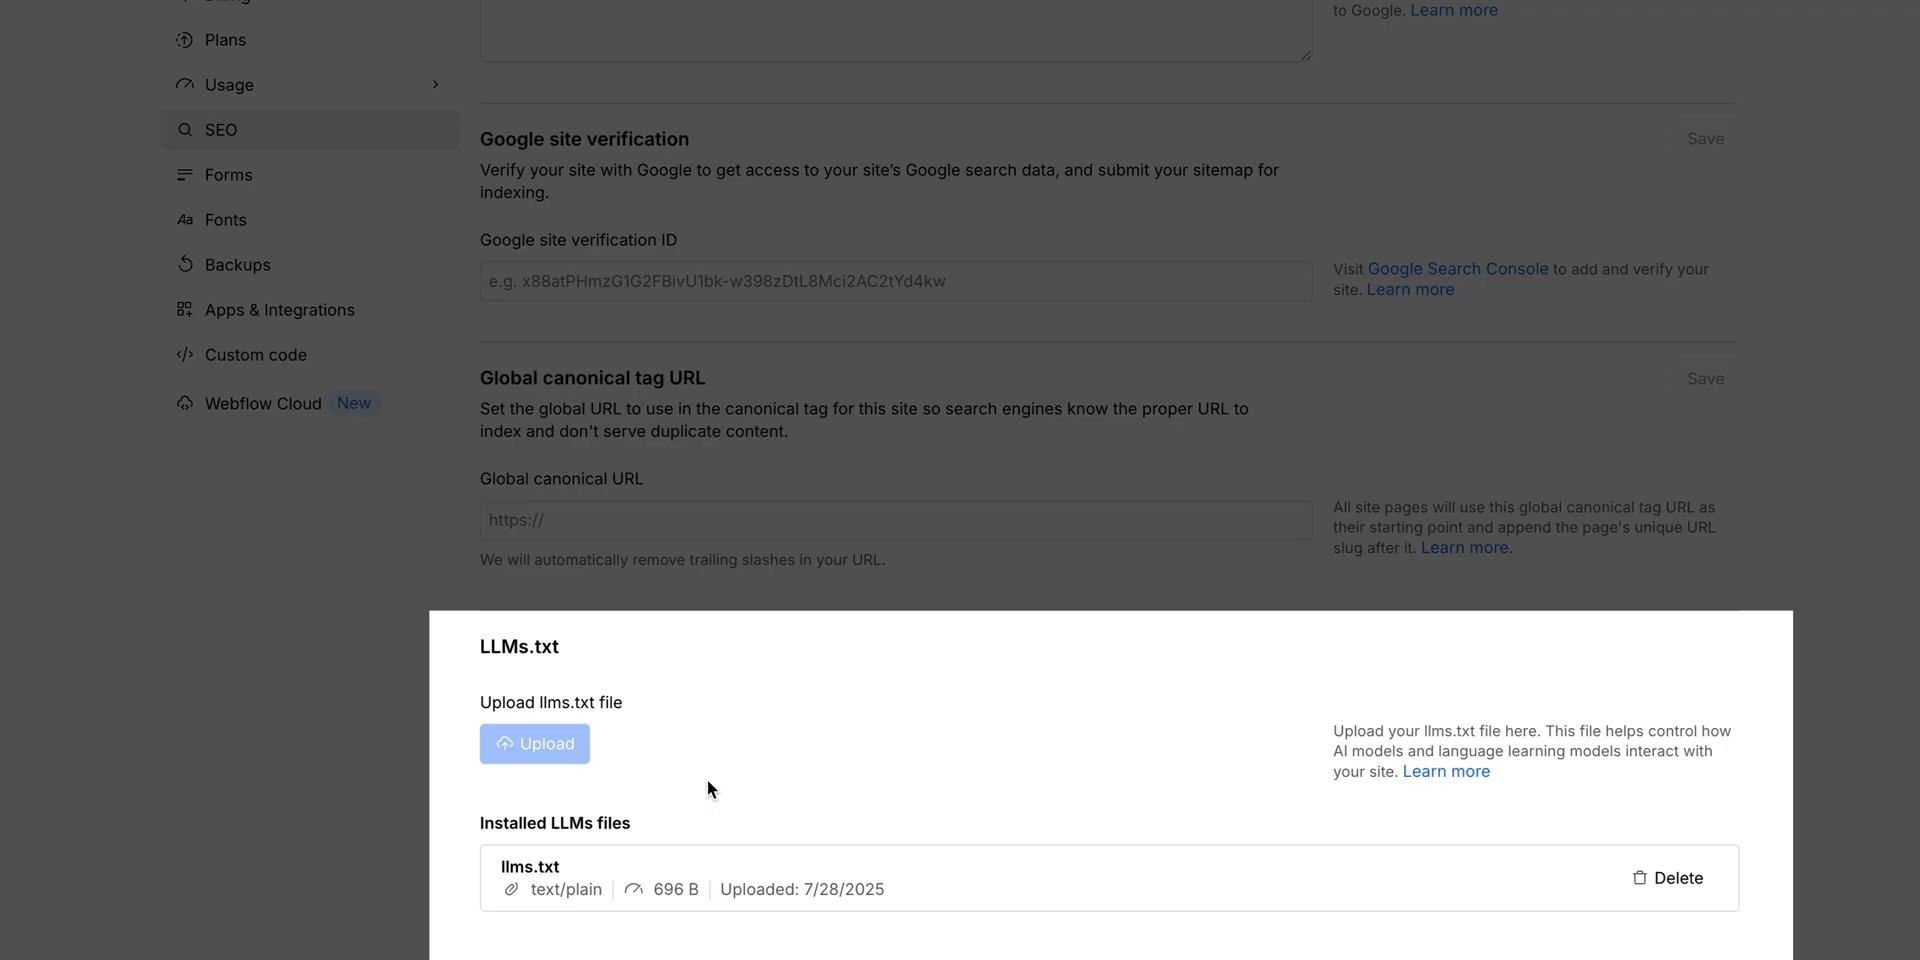 Plans
Usage
SEO
Forms
Fonts
Backups
Apps & Integrations
Custom code
Webflow Cloud New
to Google. Learn more
Google site verification
Save
Verify your site with Google to get access to your site’s Google search data, and submit your sitemap for
indexing.
Google site verification ID
e.g. x88atPHmzG1G2FBivU1bk-w398zDtL8Mci2AC2tYd4kw
Visit Google Search Console to add and verify your
site. Learn more
Global canonical tag URL
Save
Set the global URL to use in the canonical tag for this site so search engines know the proper URL to
index and don't serve duplicate content.
Global canonical URL
https://
We will automatically remove trailing slashes in your URL.
All site pages will use this global canonical tag URL as
their starting point and append the page's unique URL
slug after it. Learn more.
LLMs.txt
Upload llms.txt file
Upload
Upload your llms.txt file here. This file helps control how
AI models and language learning models interact with
your site. Learn more
Installed LLMs files
llms.txt
text/plain 696 B Uploaded: 7/28/2025
Delete